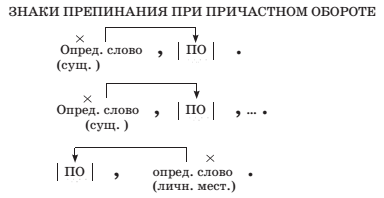 ЗНАКИ ПРЕПИНАНИЯ ПРИ ПРИЧАСТНОМ ОБОРОТЕ
×
Опред. слово , | ПО | .
(сущ. )
×
Опред. слово , | ПО | , ... .
(сущ. )
×
| ПО | , опред. слово .
(личн. мест.)